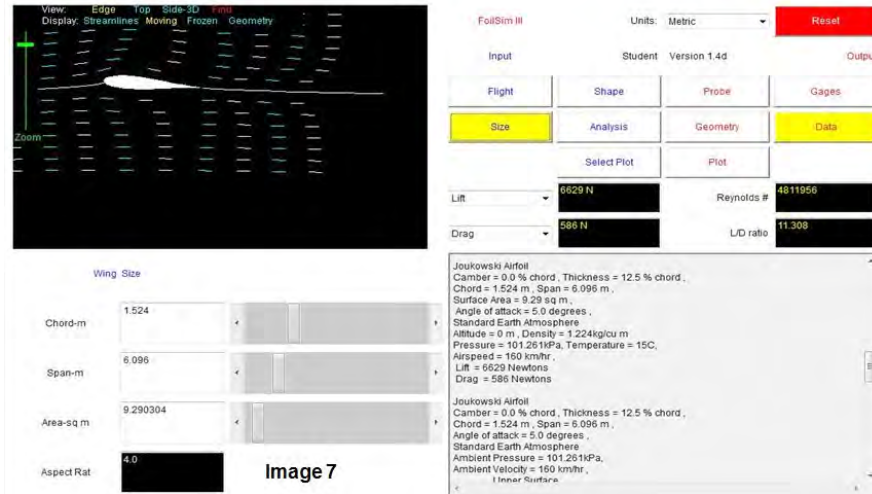 View: Edge Top Side-3D Find
Display: Streamlines Moving Frozen Geometry
Zoom
FoilSim III Units: Metric Reset
Input Student Version 1.4d Outpu
Flight Shape Probe Gages
Size Analysis Geometry Data
Select Plot Plot
Lift 6629 N Reynolds # 4811956
Drag 586 N L/D ratio 11.308
Wing Size
Chord-m 1.524
Span-m 6.096
Area-sq m 9.290304
Aspect Rat 4.0
Image 7
Joukowski Airfoil
Camber = 0.0 % chord , Thickness = 12.5 % chord ,
Chord = 1.524 m , Span = 6.096 m ,
Surface Area = 9.29 sq m ,
Angle of attack = 5.0 degrees ,
Standard Earth Atmosphere
Altitude = 0 m , Density = 1.224kg/cu m
Pressure = 101.261kPa, Temperature = 15C,
Airspeed = 160 km/hr ,
Lift = 6629 Newtons
Drag = 586 Newtons
Joukowski Airfoil
Camber = 0.0 % chord , Thickness = 12.5 % chord ,
Chord = 1.524 m , Span = 6.096 m ,
Angle of attack = 5.0 degrees ,
Standard Earth Atmosphere
Ambient Pressure = 101.261kPa,
Ambient Velocity = 160 km/hr ,
Upper Surface